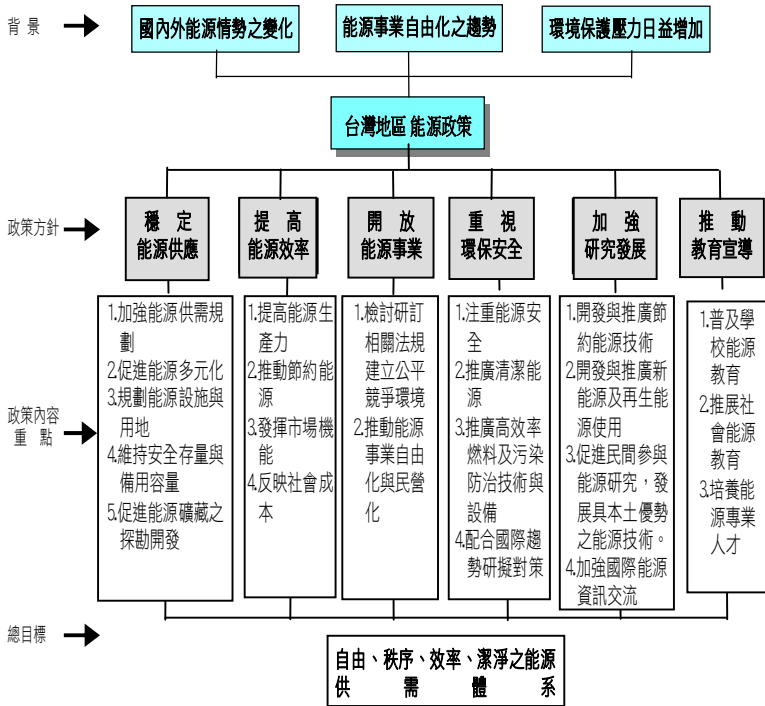 背 景
國內外能源情勢之變化
能源事業自由化之趨勢
環境保護壓力日益增加
台灣地區 能源政策
政策方針
穩 定
能源供應
提 高
能源效率
開 放
能源事業
重 視
環保安全
加 強
研究發展
推 動
教育宣導
政策內容
重 點
1.加強能源供需規
劃
2.促進能源多元化
3.規劃能源設施與
用地
4.維持安全存量與
備用容量
5.促進能源礦藏之
探勘開發
1.提高能源生
產力
2.推動節約能
源
3.發揮市場機
能
4.反映社會成
本
1.檢討研訂
相關法規
建立公平
競爭環境
2.推動能源
事業自由
化與民營
化
1.注重能源安
全
2.推廣清潔能
源
3.推廣高效率
燃料及污染
防治技術與
設備
4.配合國際趨
勢研擬對策
1.開發與推廣節
約能源技術
2.開發與推廣新
能源及再生能
源使用
3.促進民間參與
能源研究，發
展具本土優勢
之能源技術。
4.加強國際能源
資訊交流
1.普及學
校能源
教育
2.推展社
會能源
教育
3.培養能
源專業
人才
總目標
自由、秩序、效率、潔淨之能源
供 需 體 系